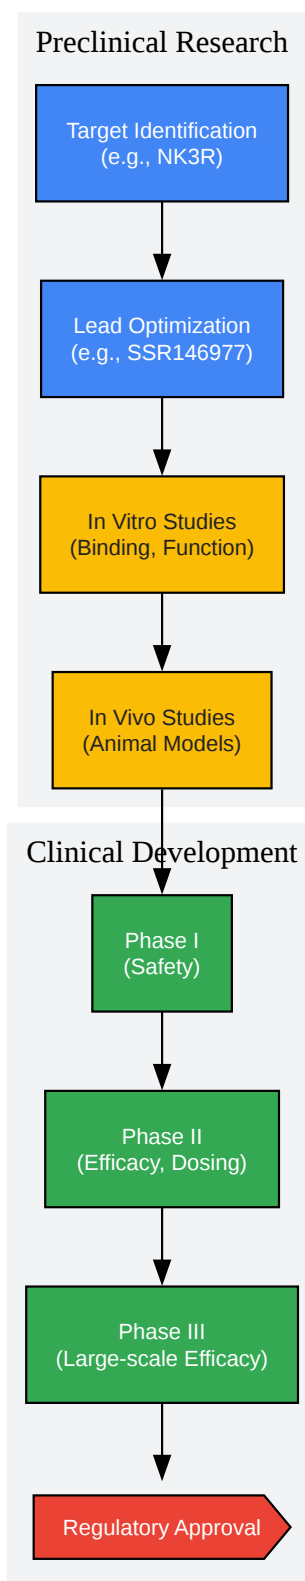 Preclinical Research
Target Identification
(e.g., NK3R)
Lead Optimization
(e.g., SSR146977)
In Vitro Studies
(Binding, Function)
In Vivo Studies
(Animal Models)
Clinical Development
Phase I
(Safety)
Phase II
(Efficacy, Dosing)
Phase III
(Large-scale Efficacy)
Regulatory Approval